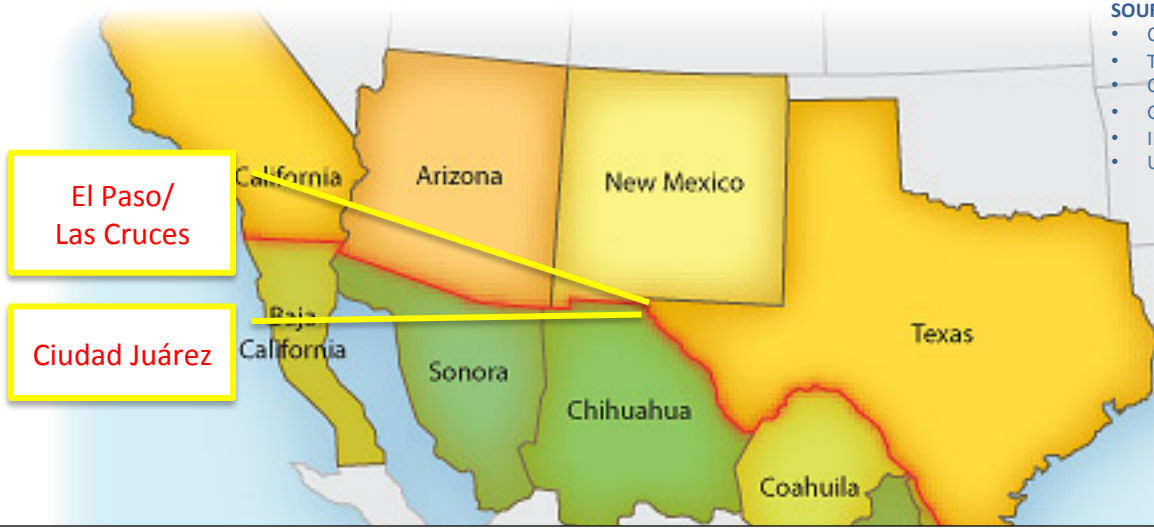 SOUR
• C
• T
• C
• G
• I
• U
El Paso/
Las Cruces
Ciudad Juárez
California
Arizona
New Mexico
Texas
Baja
California
Sonora
Chihuahua
Coahuila